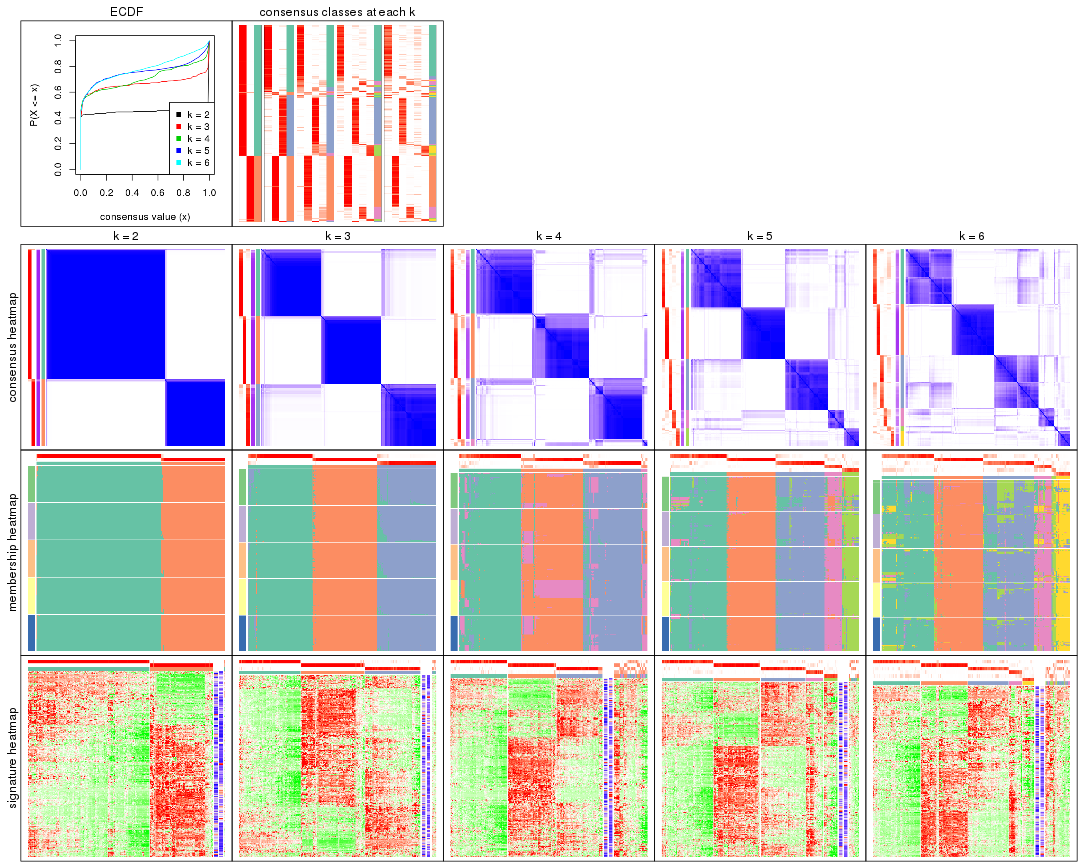 ECDF
consensus classes at each k
P(X <= x)
0.0
0.2
0.4
0.6
0.8
1.0
k = 2
k = 3
k = 4
k = 5
k = 6
0.0 0.2 0.4 0.6 0.8 1.0
consensus value (x)
k = 2
k = 3
k = 4
k = 5
k = 6
consensus heatmap
membership heatmap
signature heatmap